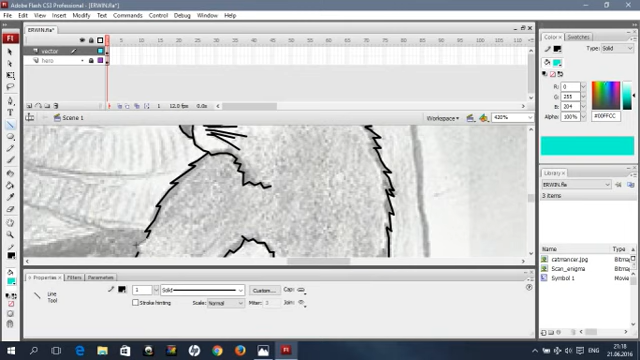 Adobe Flash CS3 Professional - [ERWIN.fla*]
File Edit View Insert Modify Text Commands Control Debug Window Help
ERWIN.fla*
vector
hero
5 10 15 20 25 30 35 40 45 50 55 60 65 70 75 80 85 90 95 100 105 110
1 12.0 fps 0.0s
Scene 1
Workspace
420%
Properties Filters Parameters
Line
Tool
1 Solid Custom... Cap:
Stroke hinting Scale: Normal Miter: 3 Join:
Color Swatches
Type: Solid
R: 0
G: 255
B: 204
Alpha: 100% #00FFCC
Library
ERWIN.fla
3 items
Name Type
catmancer.jpg Bitmap
Scan_enigma Bitmap
Symbol 1 Movie
ENG
21:18
21.06.2016